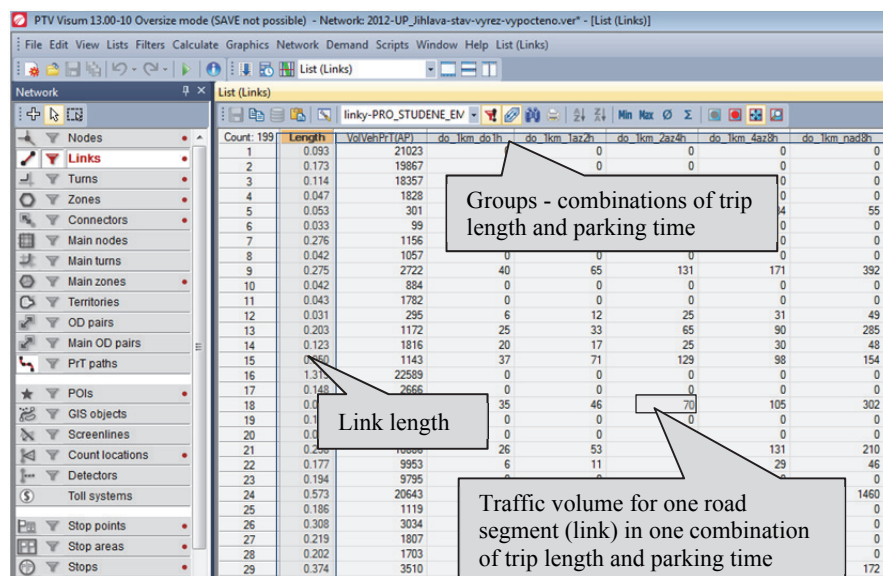 PTV Visum 13.00-10 Oversize mode (SAVE not possible) - Network: 2012-UP_Jihlava-stav-vyrez-vypocteno.ver* - [List (Links)]
File Edit View Lists Filters Calculate Graphics Network Demand Scripts Window Help List (Links)
List (Links)
Network
List (Links)
linky-PRO_STUDENE_EM
Min Max Ø Σ
Nodes
Links
Turns
Zones
Connectors
Main nodes
Main turns
Main zones
Territories
OD pairs
Main OD pairs
PrT paths
POIs
GIS objects
Screenlines
Count locations
Detectors
Toll systems
Stop points
Stop areas
Stops
Count: 199 Length VolVehPrT(AP) do_1km_do1h do_1km_1az2h do_1km_2az4h do_1km_4az8h do_1km_nad8h
1 0.093 21023 0 0 0 0
2 0.173 19867 0
3 0.114 18357 0 0
4 0.047 1828 0 0
5 0.053 301 55
6 0.033 99 0 0
7 0.276 1156 0 0
8 0.042 1057 0 0 0 0 0
9 0.275 2722 40 65 131 171 392
10 0.042 884 0 0 0 0 0
11 0.043 1782 0 0 0 0 0
12 0.031 295 6 12 25 31 49
13 0.203 1172 25 33 65 90 285
14 0.123 1816 20 17 25 30 48
15 1143 37 71 129 98 154
16 22589 0 0 0 0 0
17 0.148 2666 0 0 0 0
18 35 46 70 105 302
19 0 0 0 0 0
20 0 0 0 0
21 26 53 131 210
22 0.177 9953 6 11 29 46
23 0.194 9795 0 0 0
24 0.573 20643 1460
25 0.186 1119 0
26 0.308 3034 0
27 0.219 1807 0
28 0.202 1703 0
29 0.374 3510 172
Groups - combinations of trip
length and parking time
Link length
Traffic volume for one road
segment (link) in one combination
of trip length and parking time